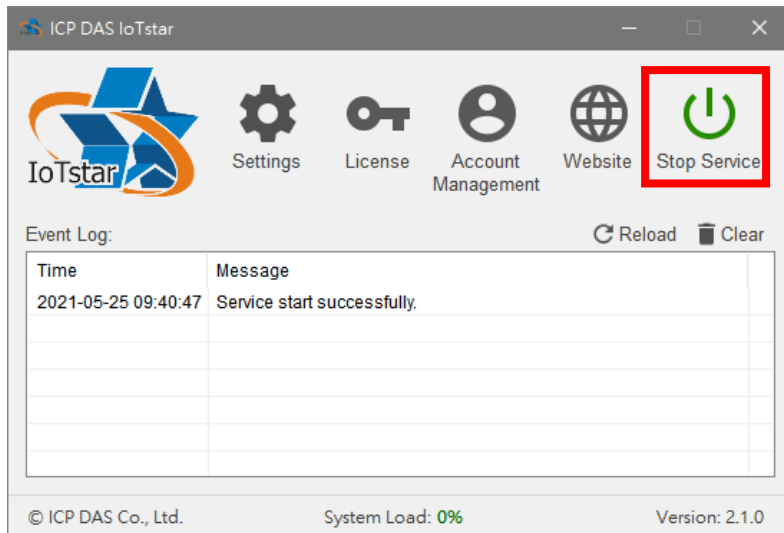 ICP DAS IoTstar
IoTstar
Settings
License
Account
Management
Website
Stop Service
Event Log:
Reload
Clear
Time Message
2021-05-25 09:40:47 Service start successfully.
© ICP DAS Co., Ltd. System Load: 0% Version: 2.1.0